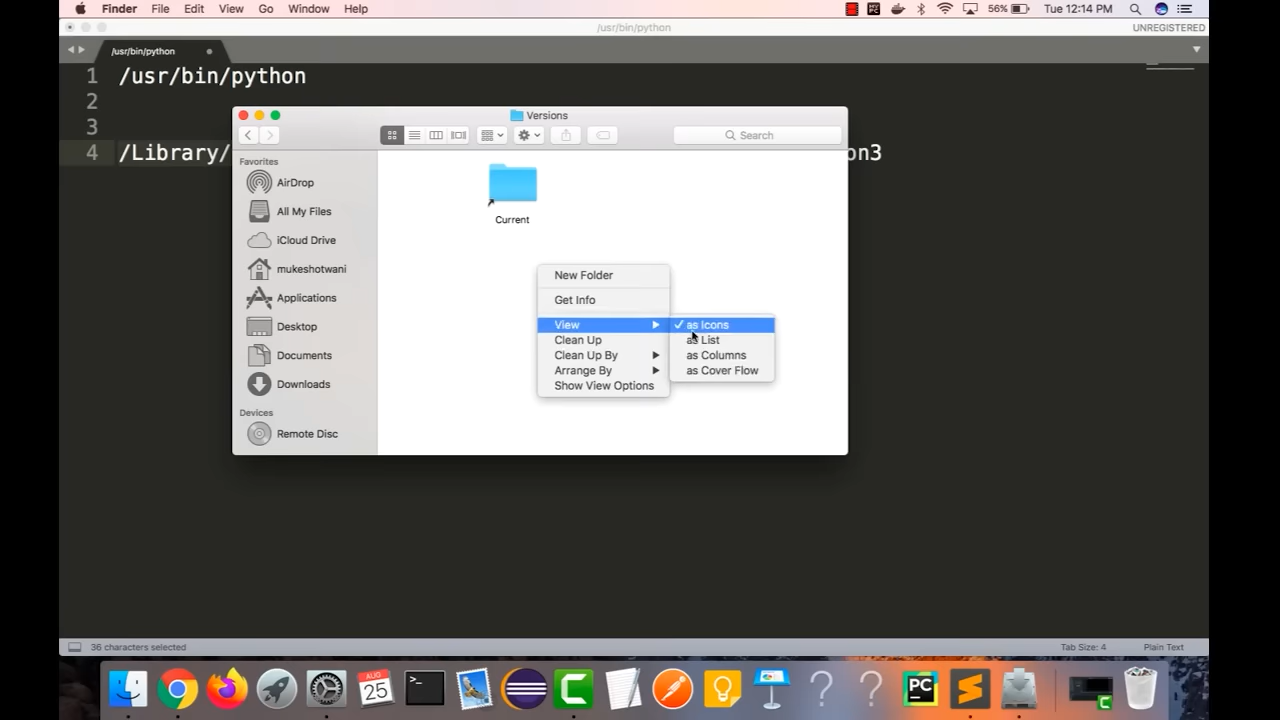 Finder File Edit View Go Window Help 56% Tue 12:14 PM
/usr/bin/python UNREGISTERED
/usr/bin/python
1 /usr/bin/python
2
3
4 /Library/ on3
Versions
Search
Favorites
AirDrop
All My Files
iCloud Drive
mukeshotwani
Applications
Desktop
Documents
Downloads
Devices
Remote Disc
Current
New Folder
Get Info
View
Clean Up
Clean Up By
Arrange By
Show View Options
as Icons
as List
as Columns
as Cover Flow
36 characters selected Tab Size: 4 Plain Text
AUG
25
>_
C
PC
S
C